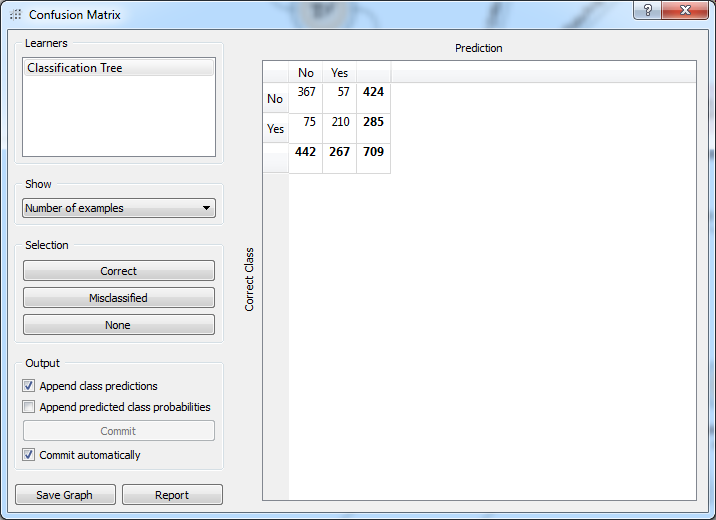 Confusion Matrix
?
Learners
Classification Tree
Show
Number of examples
Selection
Correct
Misclassified
None
Output
Append class predictions
Append predicted class probabilities
Commit
Commit automatically
Save Graph
Report
Prediction
Correct Class
No Yes
No 367 57 424
Yes 75 210 285
442 267 709